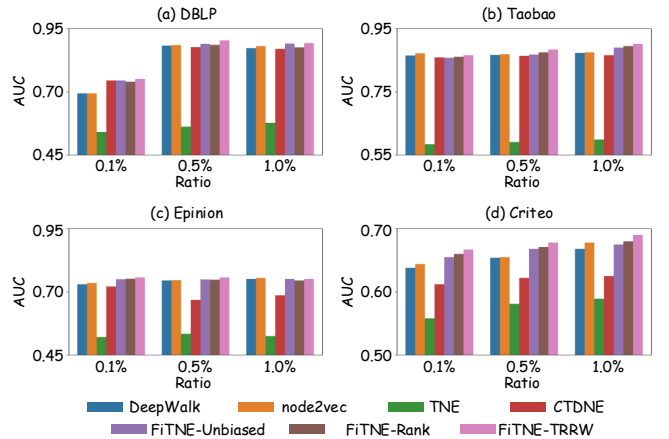 (a) DBLP
(b) Taobao
0.95
0.70
0.45
AUC
0.1%
0.5%
1.0%
Ratio
0.95
0.75
0.55
AUC
0.1%
0.5%
1.0%
Ratio
(c) Epinion
(d) Criteo
0.95
0.70
0.45
AUC
0.1%
0.5%
1.0%
Ratio
0.70
0.60
0.50
AUC
0.1%
0.5%
1.0%
Ratio
DeepWalk node2vec TNE CTDNE
FiTNE-Unbiased FiTNE-Rank FiTNE-TRRW